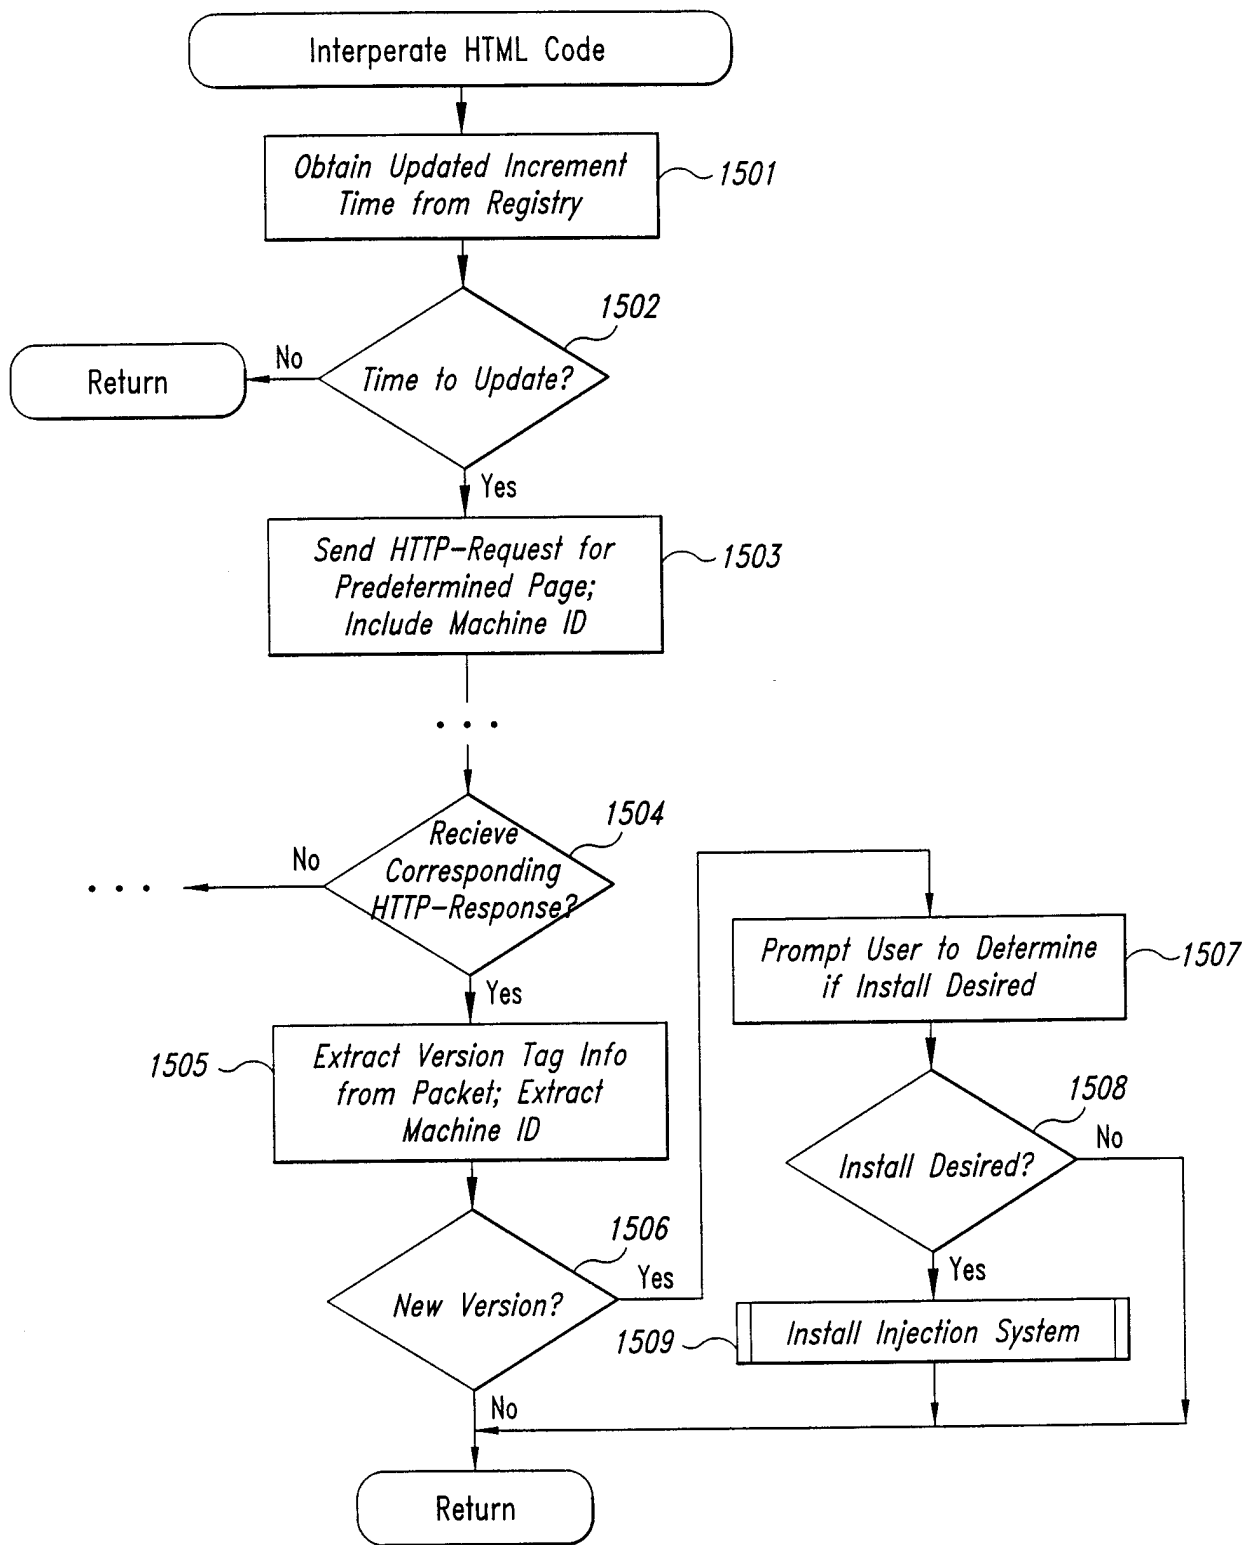 Interperate HTML Code
Obtain Updated Increment
Time from Registry
1501
1502
Time to Update?
No
Return
Yes
Send HTTP-Request for
Predetermined Page;
Include Machine ID
1503
. . .
1504
Recieve
Corresponding
HTTP-Response?
No
. . .
Yes
1505
Extract Version Tag Info
from Packet; Extract
Machine ID
1506
New Version?
Yes
No
Return
Prompt User to Determine
if Install Desired
1507
1508
Install Desired?
No
Yes
1509
Install Injection System